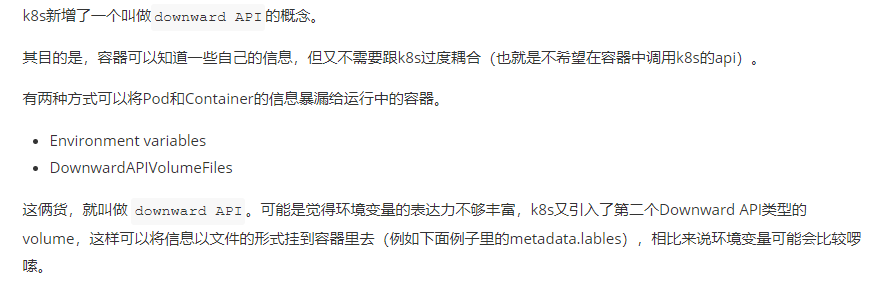 k8s新增了一个叫做 downward API的概念。
其目的是，容器可以知道一些自己的信息，但又不需要跟k8s过度耦合（也就是不希望在容器中调用k8s的api）。
有两种方式可以将Pod和Container的信息暴漏给运行中的容器。
Environment variables
DownwardAPIVolumeFiles
这俩货，就叫做 downward API。可能是觉得环境变量的表达力不够丰富，k8s又引入了第二个Downward API类型的
volume，这样可以将信息以文件的形式挂到容器里去（例如下面例子里的metadata.lables），相比来说环境变量可能会比较啰
嗦。